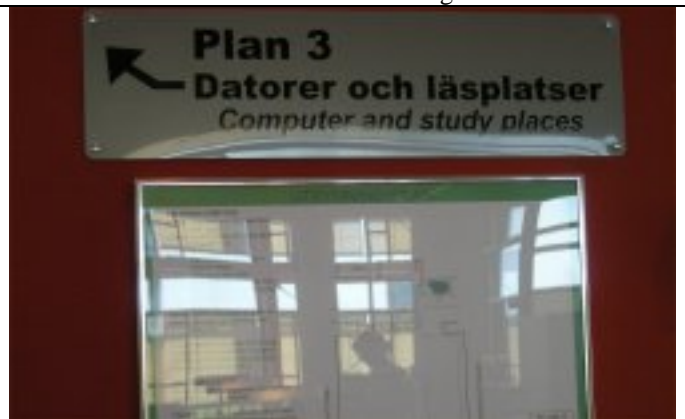 Plan 3
Datorer och läsplatser
Computer and study places